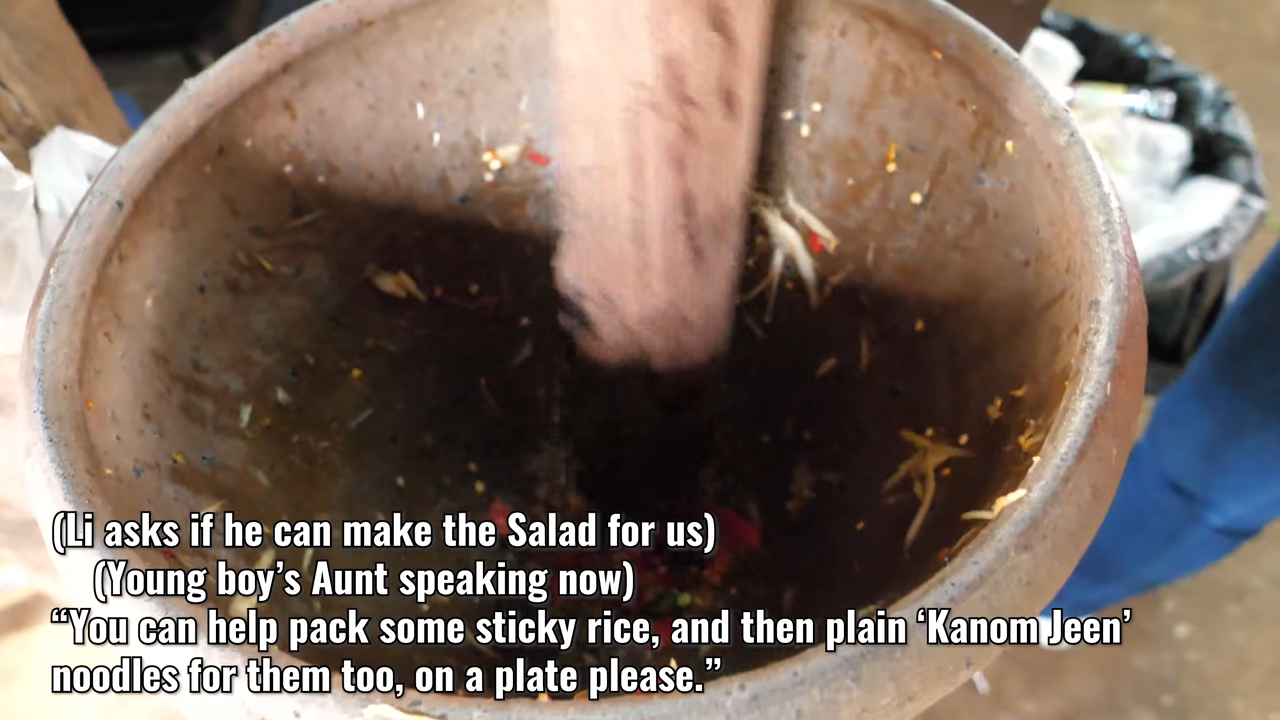 (Li asks if he can make the Salad for us)
(Young boy’s Aunt speaking now)
“You can help pack some sticky rice, and then plain ‘Kanom Jeen’
noodles for them too, on a plate please.”